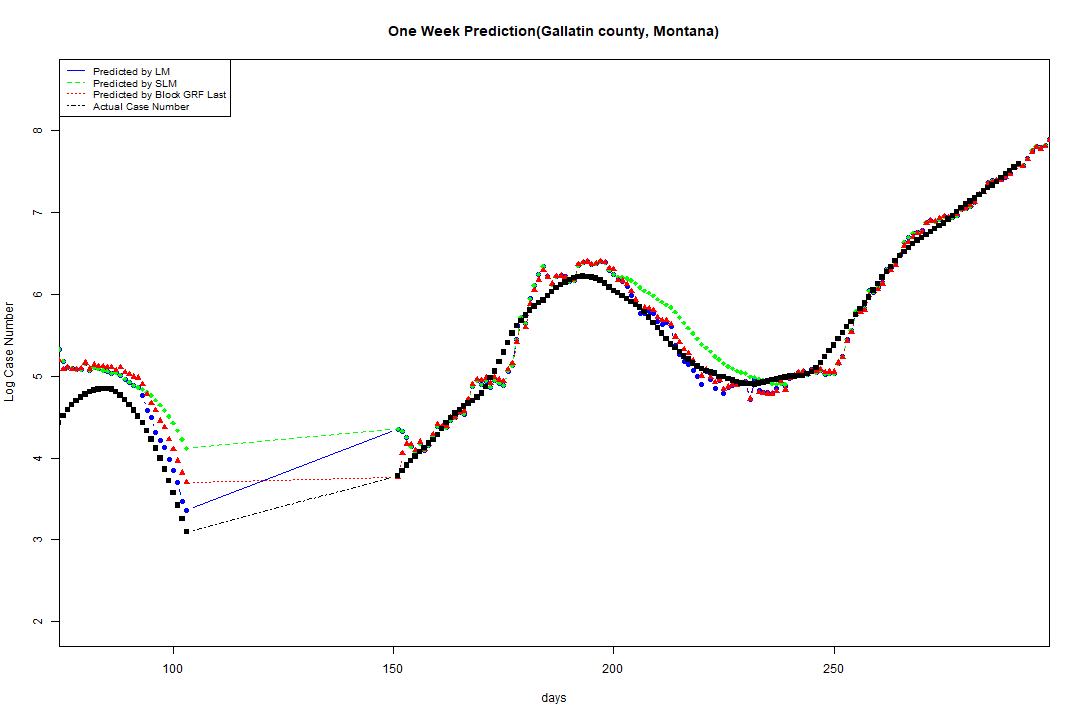 One Week Prediction(Gallatin county, Montana)
Predicted by LM
Predicted by SLM
Predicted by Block GRF Last
Actual Case Number
Log Case Number
8
7
6
5
4
3
2
100 150 200 250
days